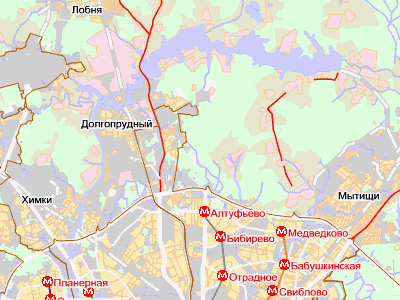 Лобня
Долгопрудный
Химки
Мытищи
Алтуфьево
Медведково
Бибирево
Бабушкинская
Планерная
Отрадное
Свиблово